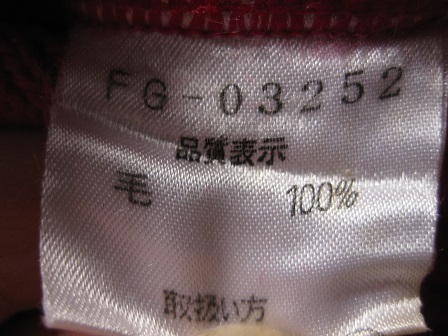 FG-03252
品質表示
毛 100%
取扱い方